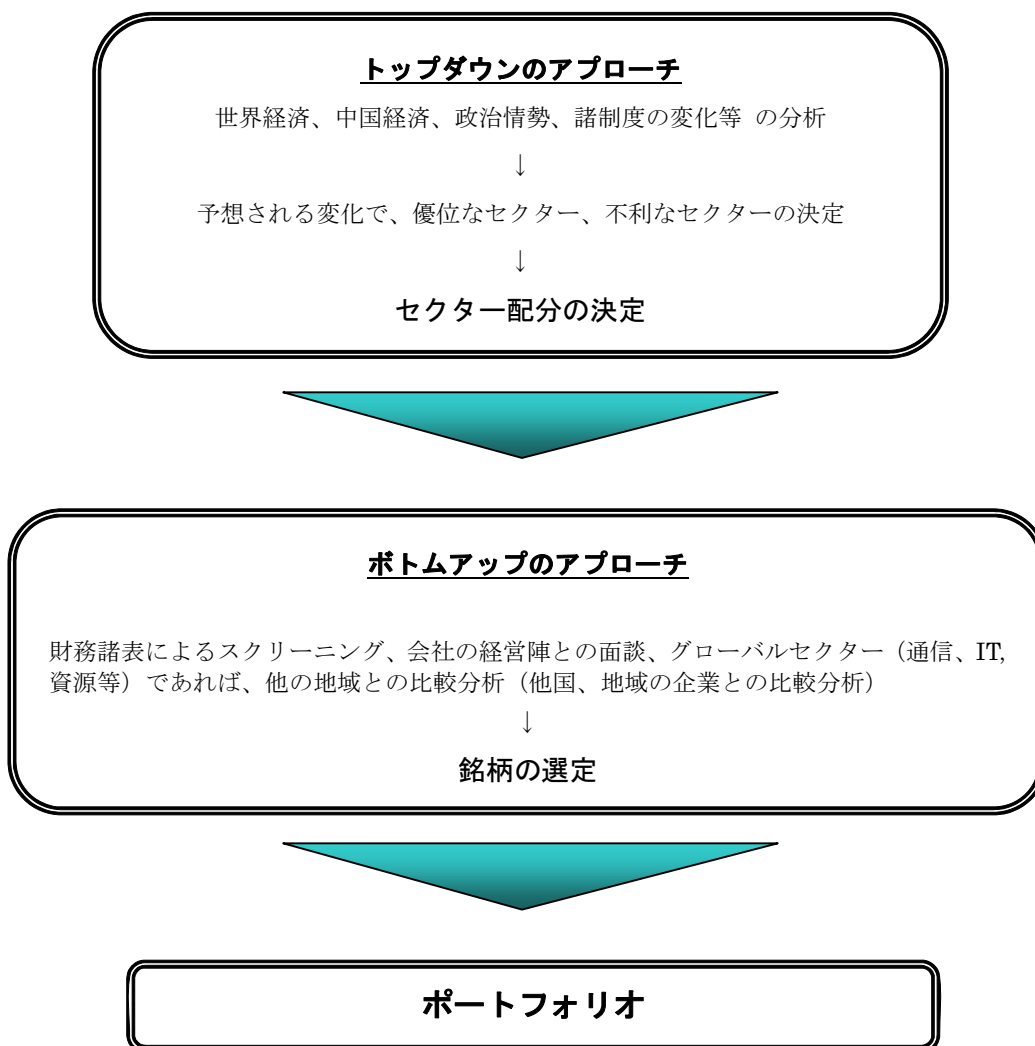 トップダウンのアプローチ
世界経済、中国経済、政治情勢、諸制度の変化等 の分析
↓
予想される変化で、優位なセクター、不利なセクターの決定
↓
セクター配分の決定
ボトムアップのアプローチ
財務諸表によるスクリーニング、会社の経営陣との面談、グローバルセクター（通信、IT,
資源等）であれば、他の地域との比較分析（他国、地域の企業との比較分析）
↓
銘柄の選定
ポートフォリオ